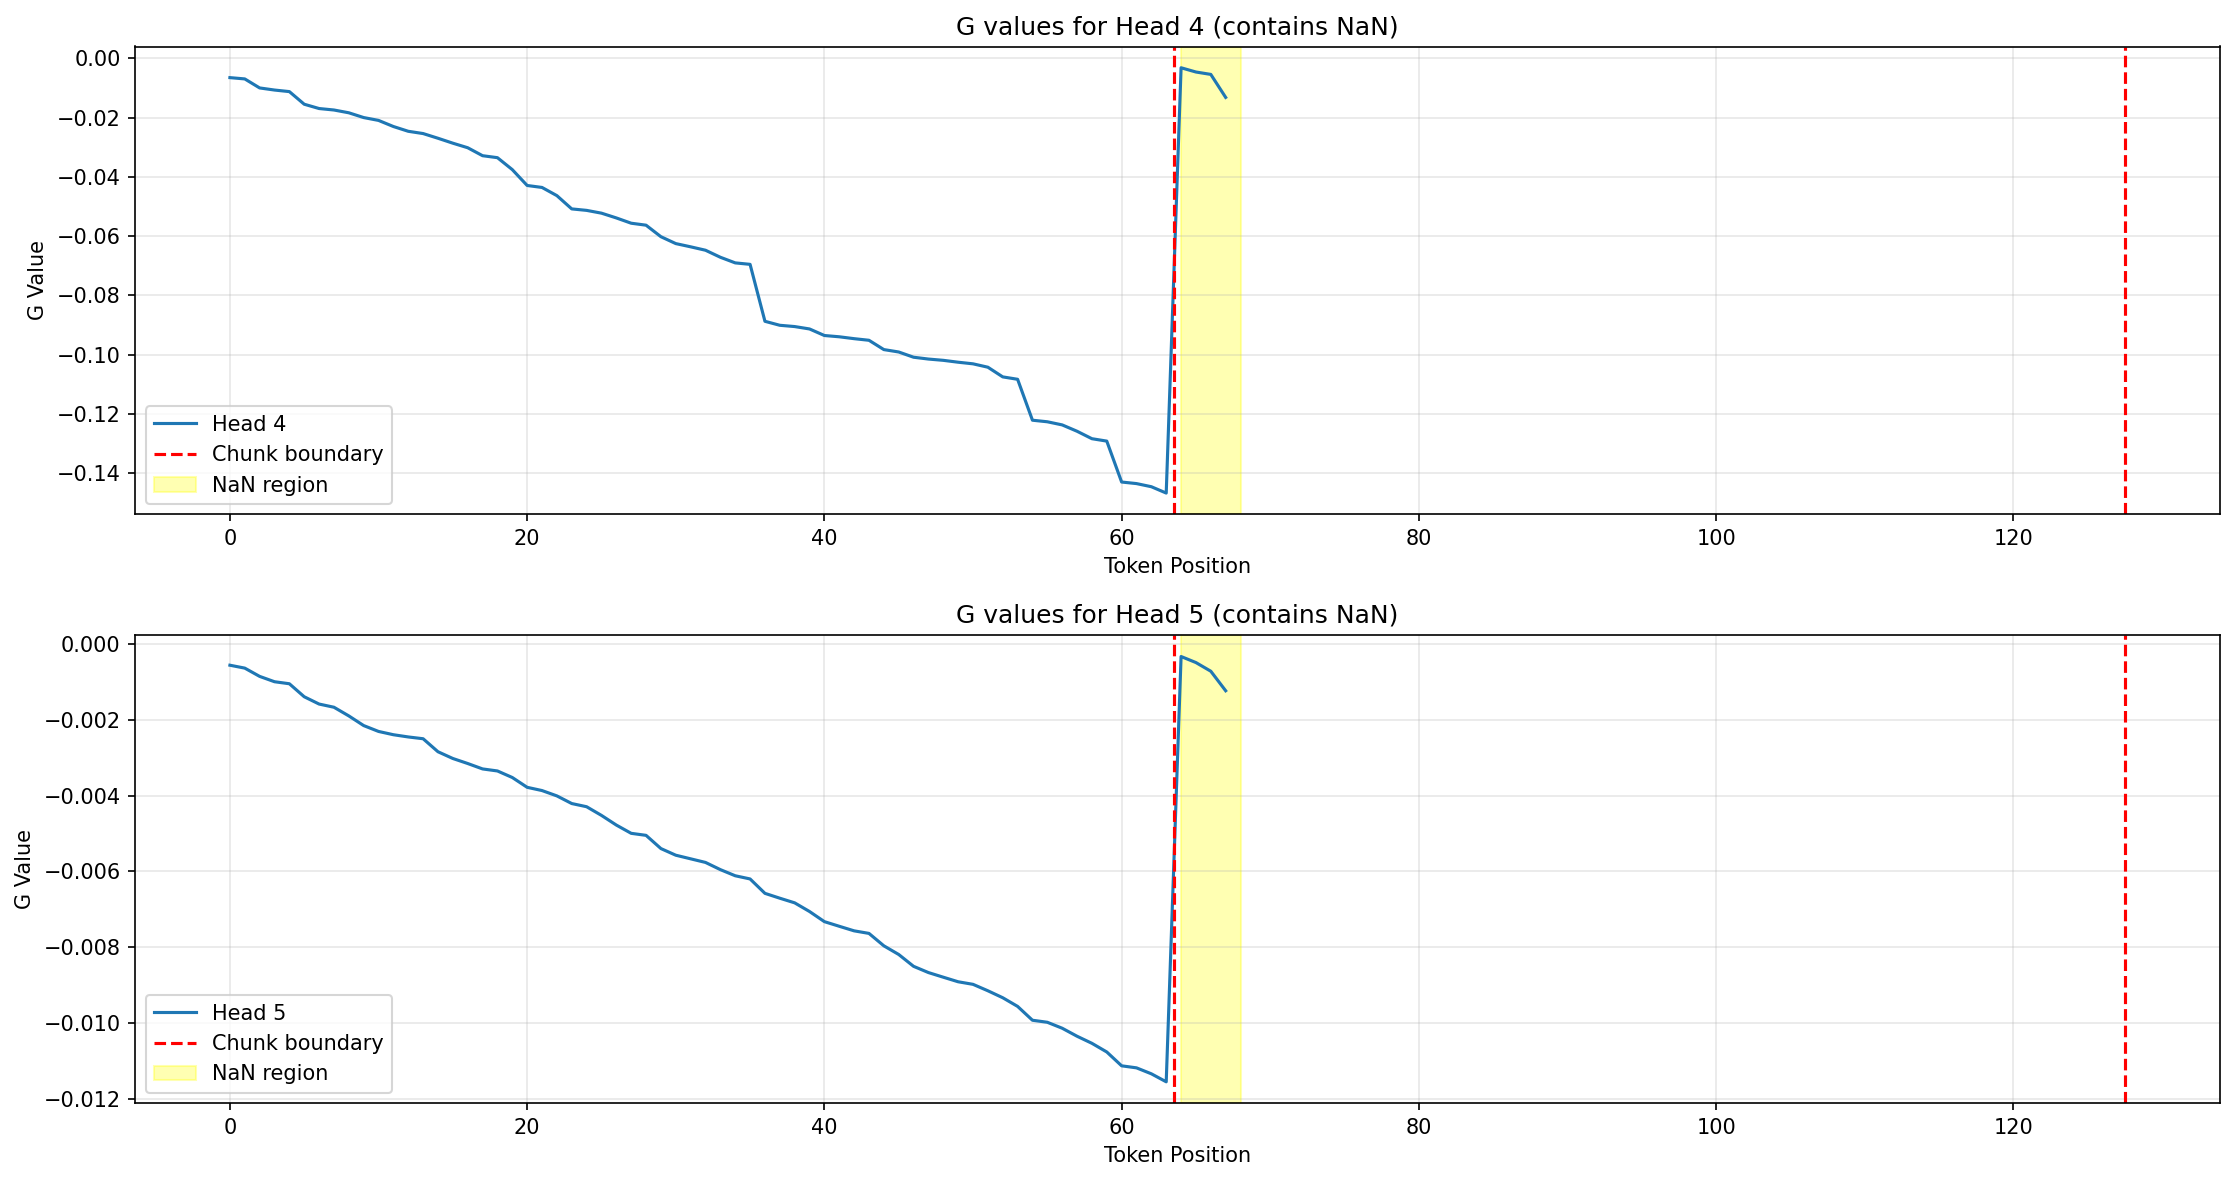 G values for Head 4 (contains NaN)
0.00
−0.02
−0.04
−0.06
−0.08
−0.10
−0.12
−0.14
G Value
Head 4
Chunk boundary
NaN region
0 20 40 60 80 100 120
Token Position
G values for Head 5 (contains NaN)
0.000
−0.002
−0.004
−0.006
−0.008
−0.010
−0.012
G Value
Head 5
Chunk boundary
NaN region
0 20 40 60 80 100 120
Token Position